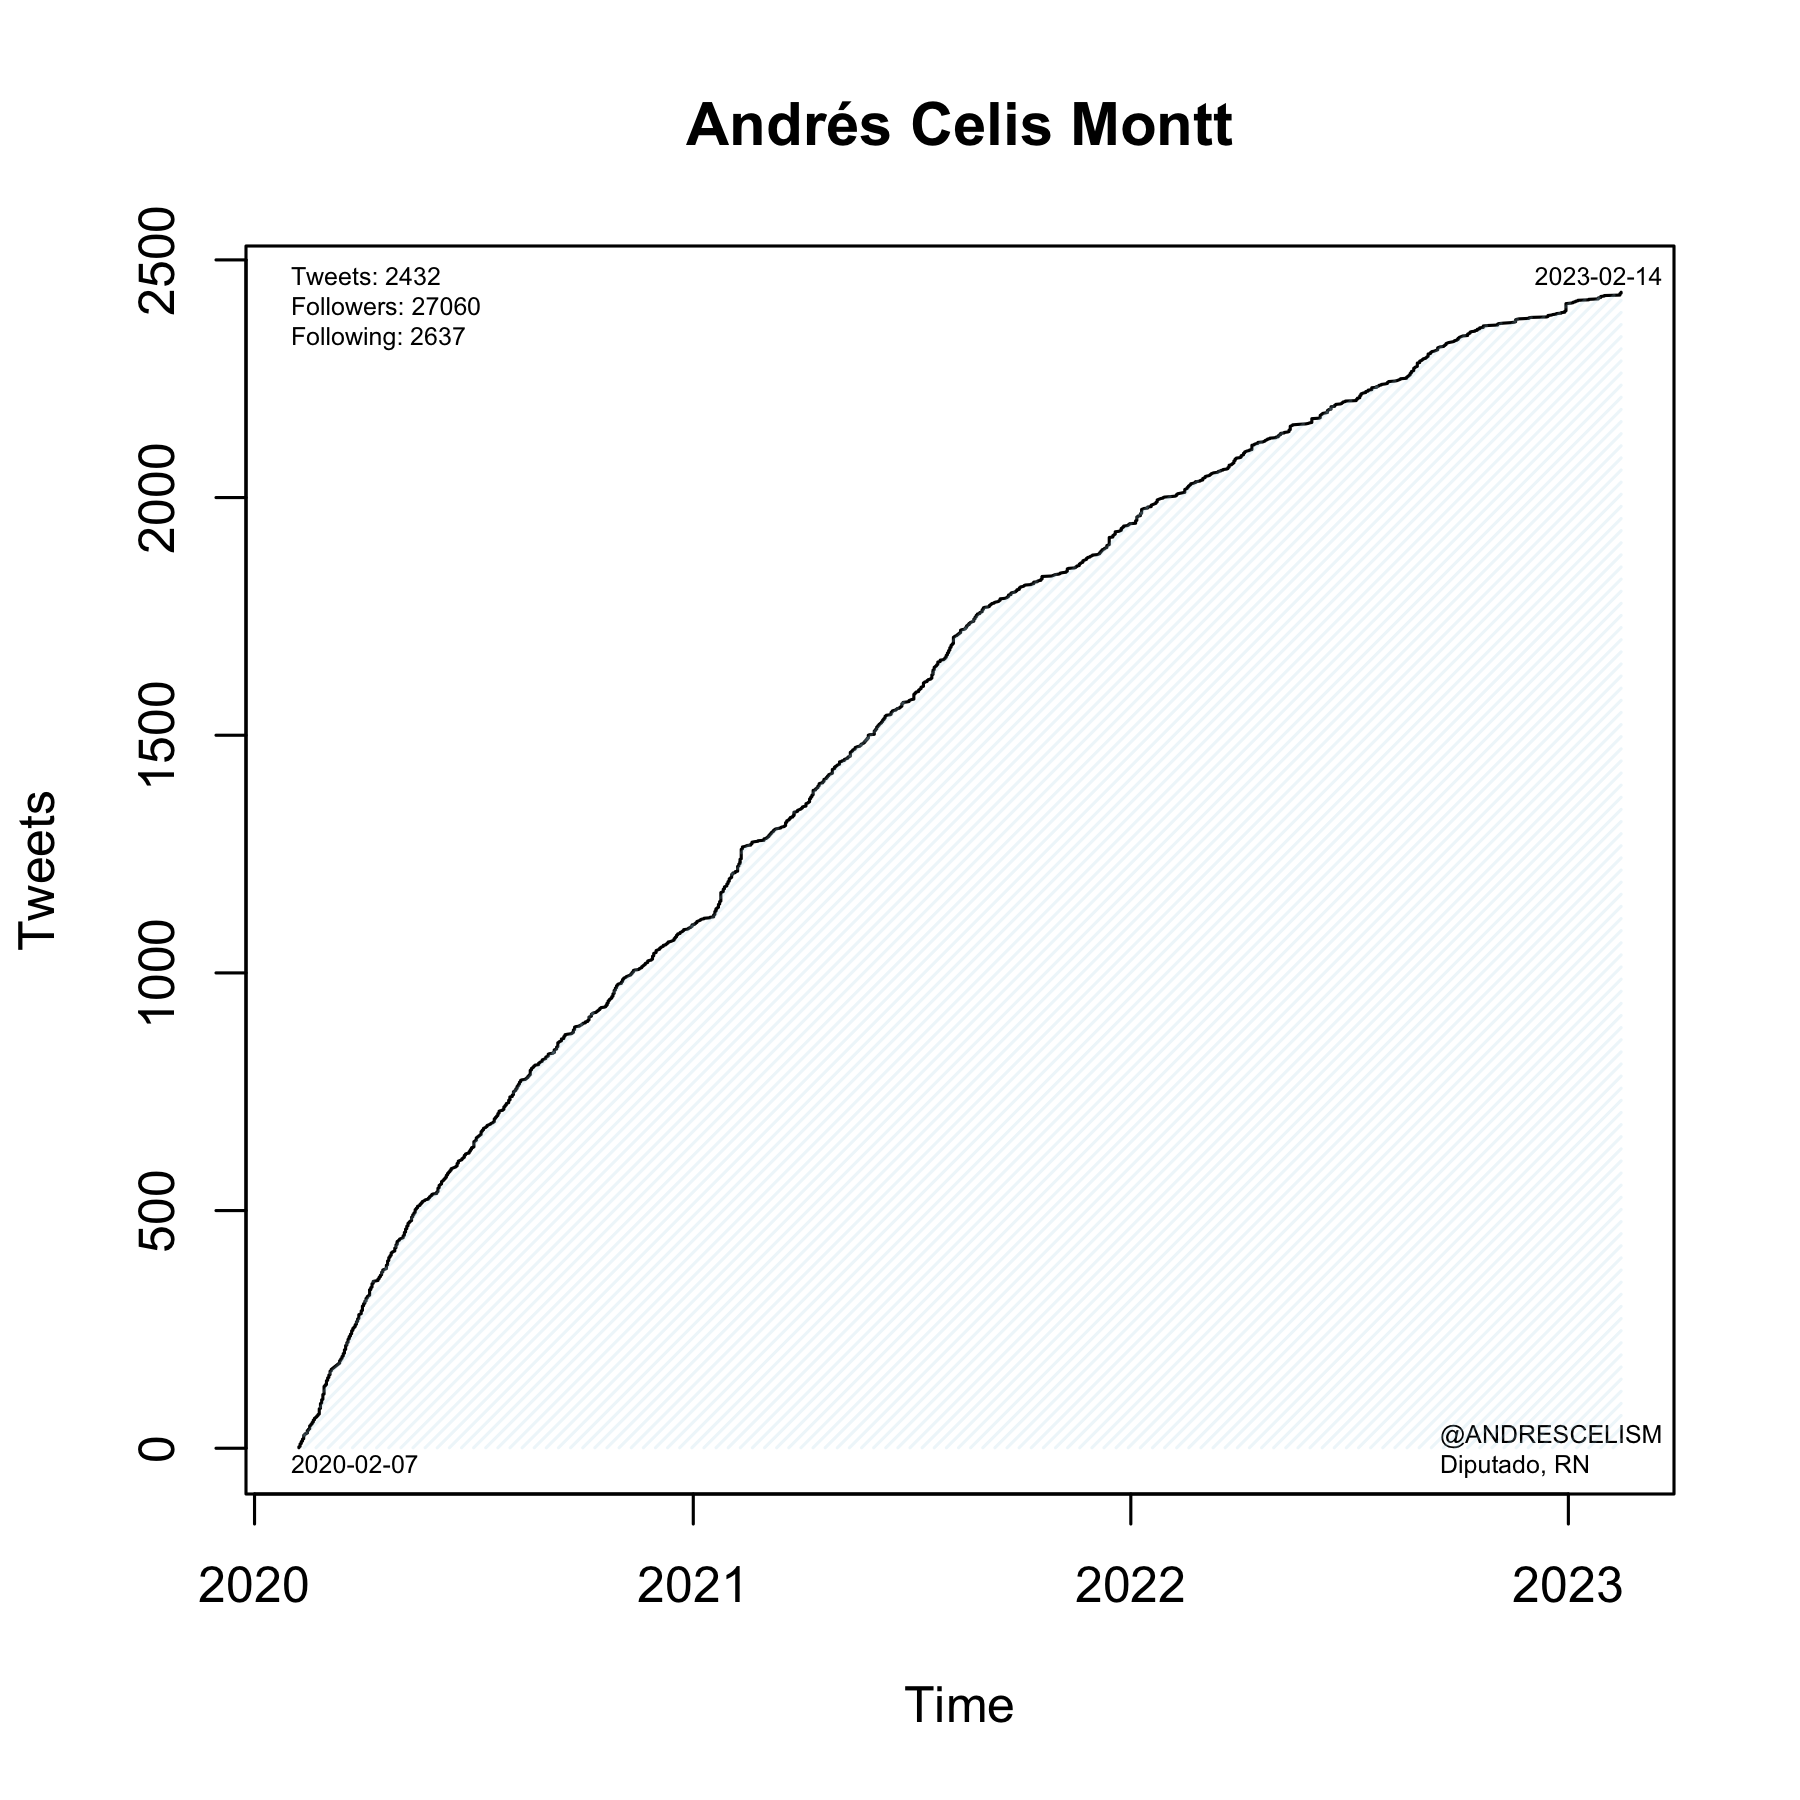 Andrés Celis Montt
Tweets: 2432
Followers: 27060
Following: 2637
2023-02-14
2500
2000
1500
1000
500
0
Tweets
2020-02-07
@ANDRESCELISM
Diputado, RN
2020 2021 2022 2023
Time